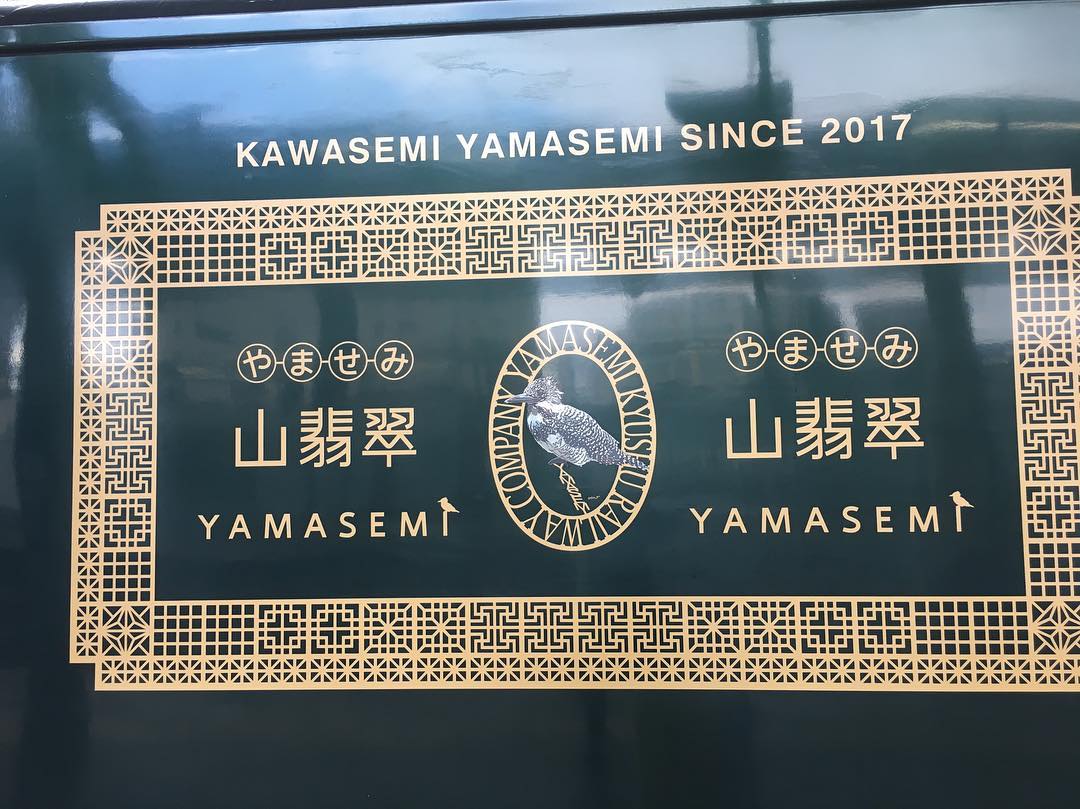 KAWASEMI YAMASEMI SINCE 2017
やませみ
山翡翠
YAMASEMI
YAMASEMI KYUSHU RAILWAY COMPANY
やませみ
山翡翠
YAMASEMI